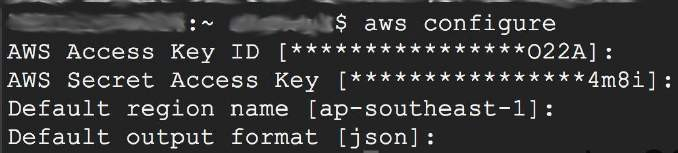 :~ $ aws configure
AWS Access Key ID [****************O22A]:
AWS Secret Access Key [****************4m8i]:
Default region name [ap-southeast-1]:
Default output format [json]: